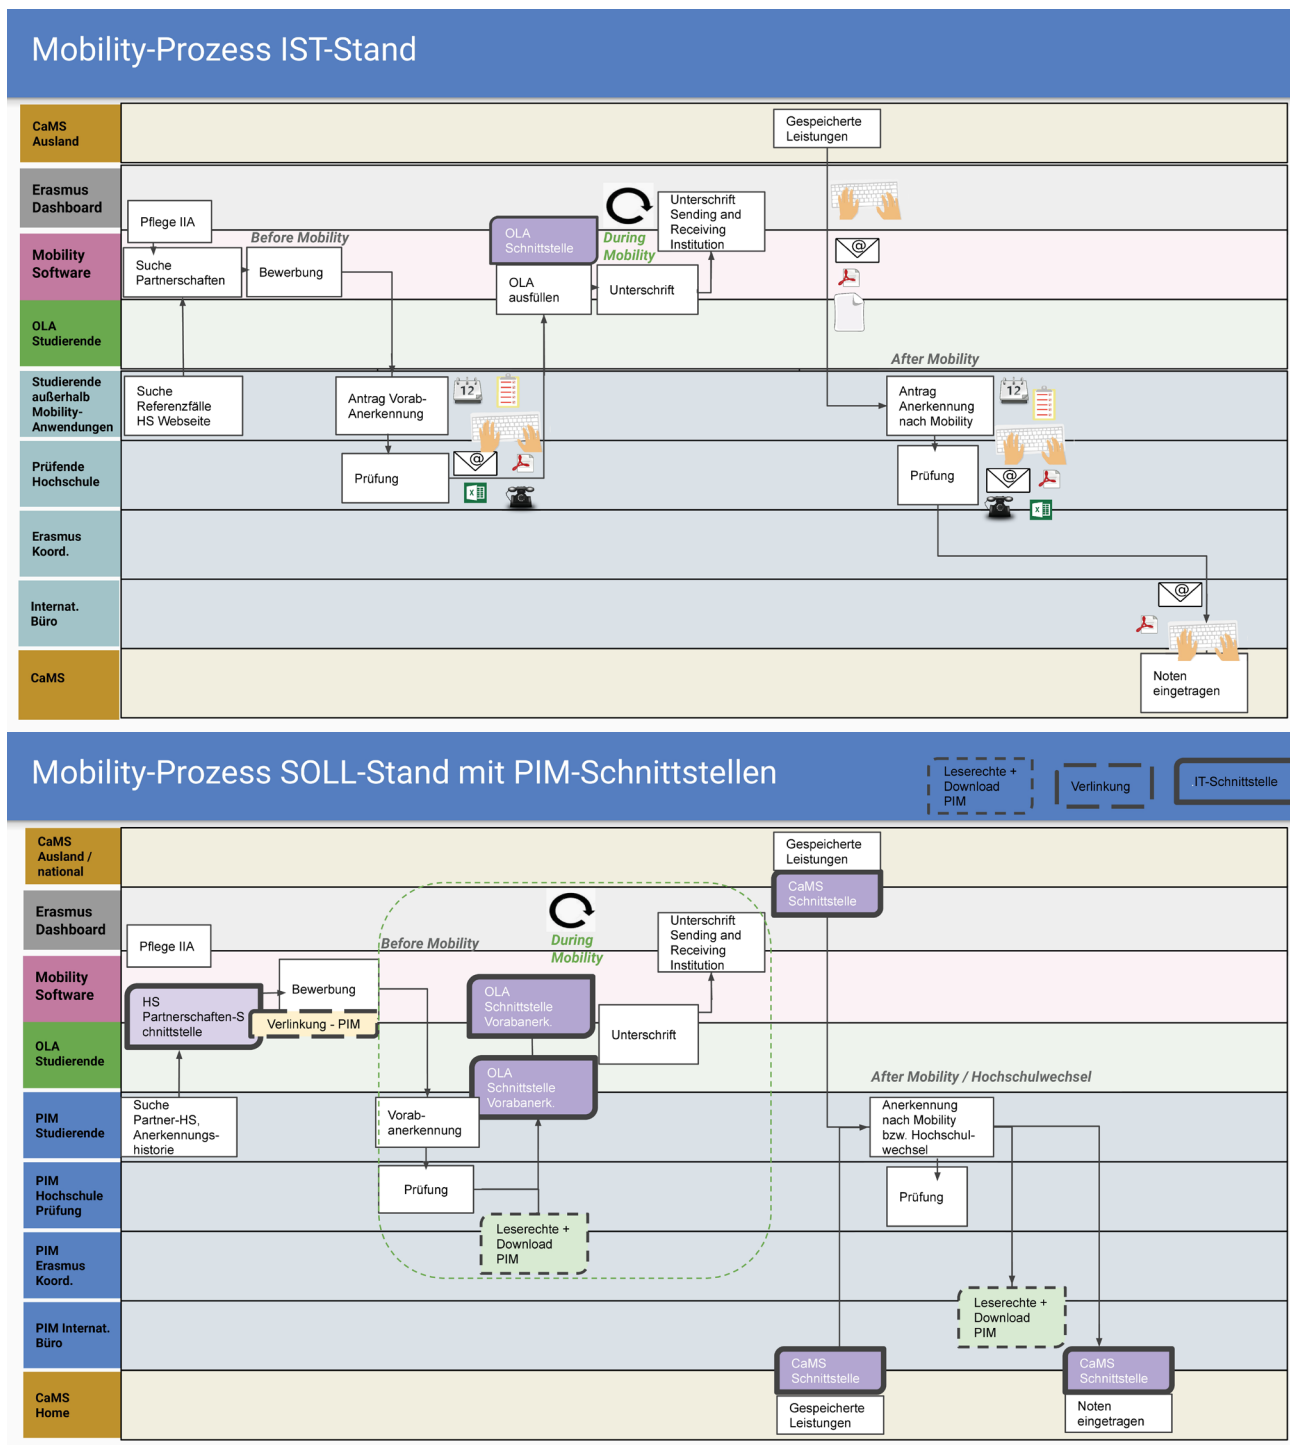 Mobility-Prozess IST-Stand
CaMS
Ausland
Gespeicherte
Leistungen
Erasmus
Dashboard
Pflege IIA
Unterschrift
Sending and
Receiving
Institution
Before Mobility
OLA
Schnittstelle
During
Mobility
Mobility
Software
Suche
Partnerschaften
Bewerbung
OLA
ausfüllen
Unterschrift
@
OLA
Studierende
After Mobility
Studierende
außerhalb
Mobility-
Anwendungen
Suche
Referenzfälle
HS Webseite
Antrag Vorab-
Anerkennung
12
Antrag
Anerkennung
nach Mobility
12
Prüfende
Hochschule
Prüfung
@
X
Prüfung
@
X
Erasmus
Koord.
Internat.
Büro
@
CaMS
Noten
eingetragen
Mobility-Prozess SOLL-Stand mit PIM-Schnittstellen
Leserechte +
Download
PIM
Verlinkung
IT-Schnittstelle
CaMS
Ausland /
national
Gespeicherte
Leistungen
CaMS
Schnittstelle
Erasmus
Dashboard
Pflege IIA
Before Mobility
During
Mobility
Unterschrift
Sending and
Receiving
Institution
Mobility
Software
HS
Partnerschaften-S
chnittstelle
Bewerbung
Verlinkung - PIM
OLA
Schnittstelle
Vorabanerk.
OLA
Studierende
Unterschrift
OLA
Schnittstelle
Vorabanerk.
After Mobility / Hochschulwechsel
PIM
Studierende
Suche
Partner-HS,
Anerkennungs-
historie
Vorab-
anerkennung
Anerkennung
nach Mobility
bzw. Hochschul-
wechsel
PIM
Hochschule
Prüfung
Prüfung
Prüfung
Leserechte +
Download
PIM
PIM
Erasmus
Koord.
Leserechte +
Download
PIM
PIM Internat.
Büro
CaMS
Schnittstelle
CaMS
Schnittstelle
CaMS
Home
Gespeicherte
Leistungen
Noten
eingetragen